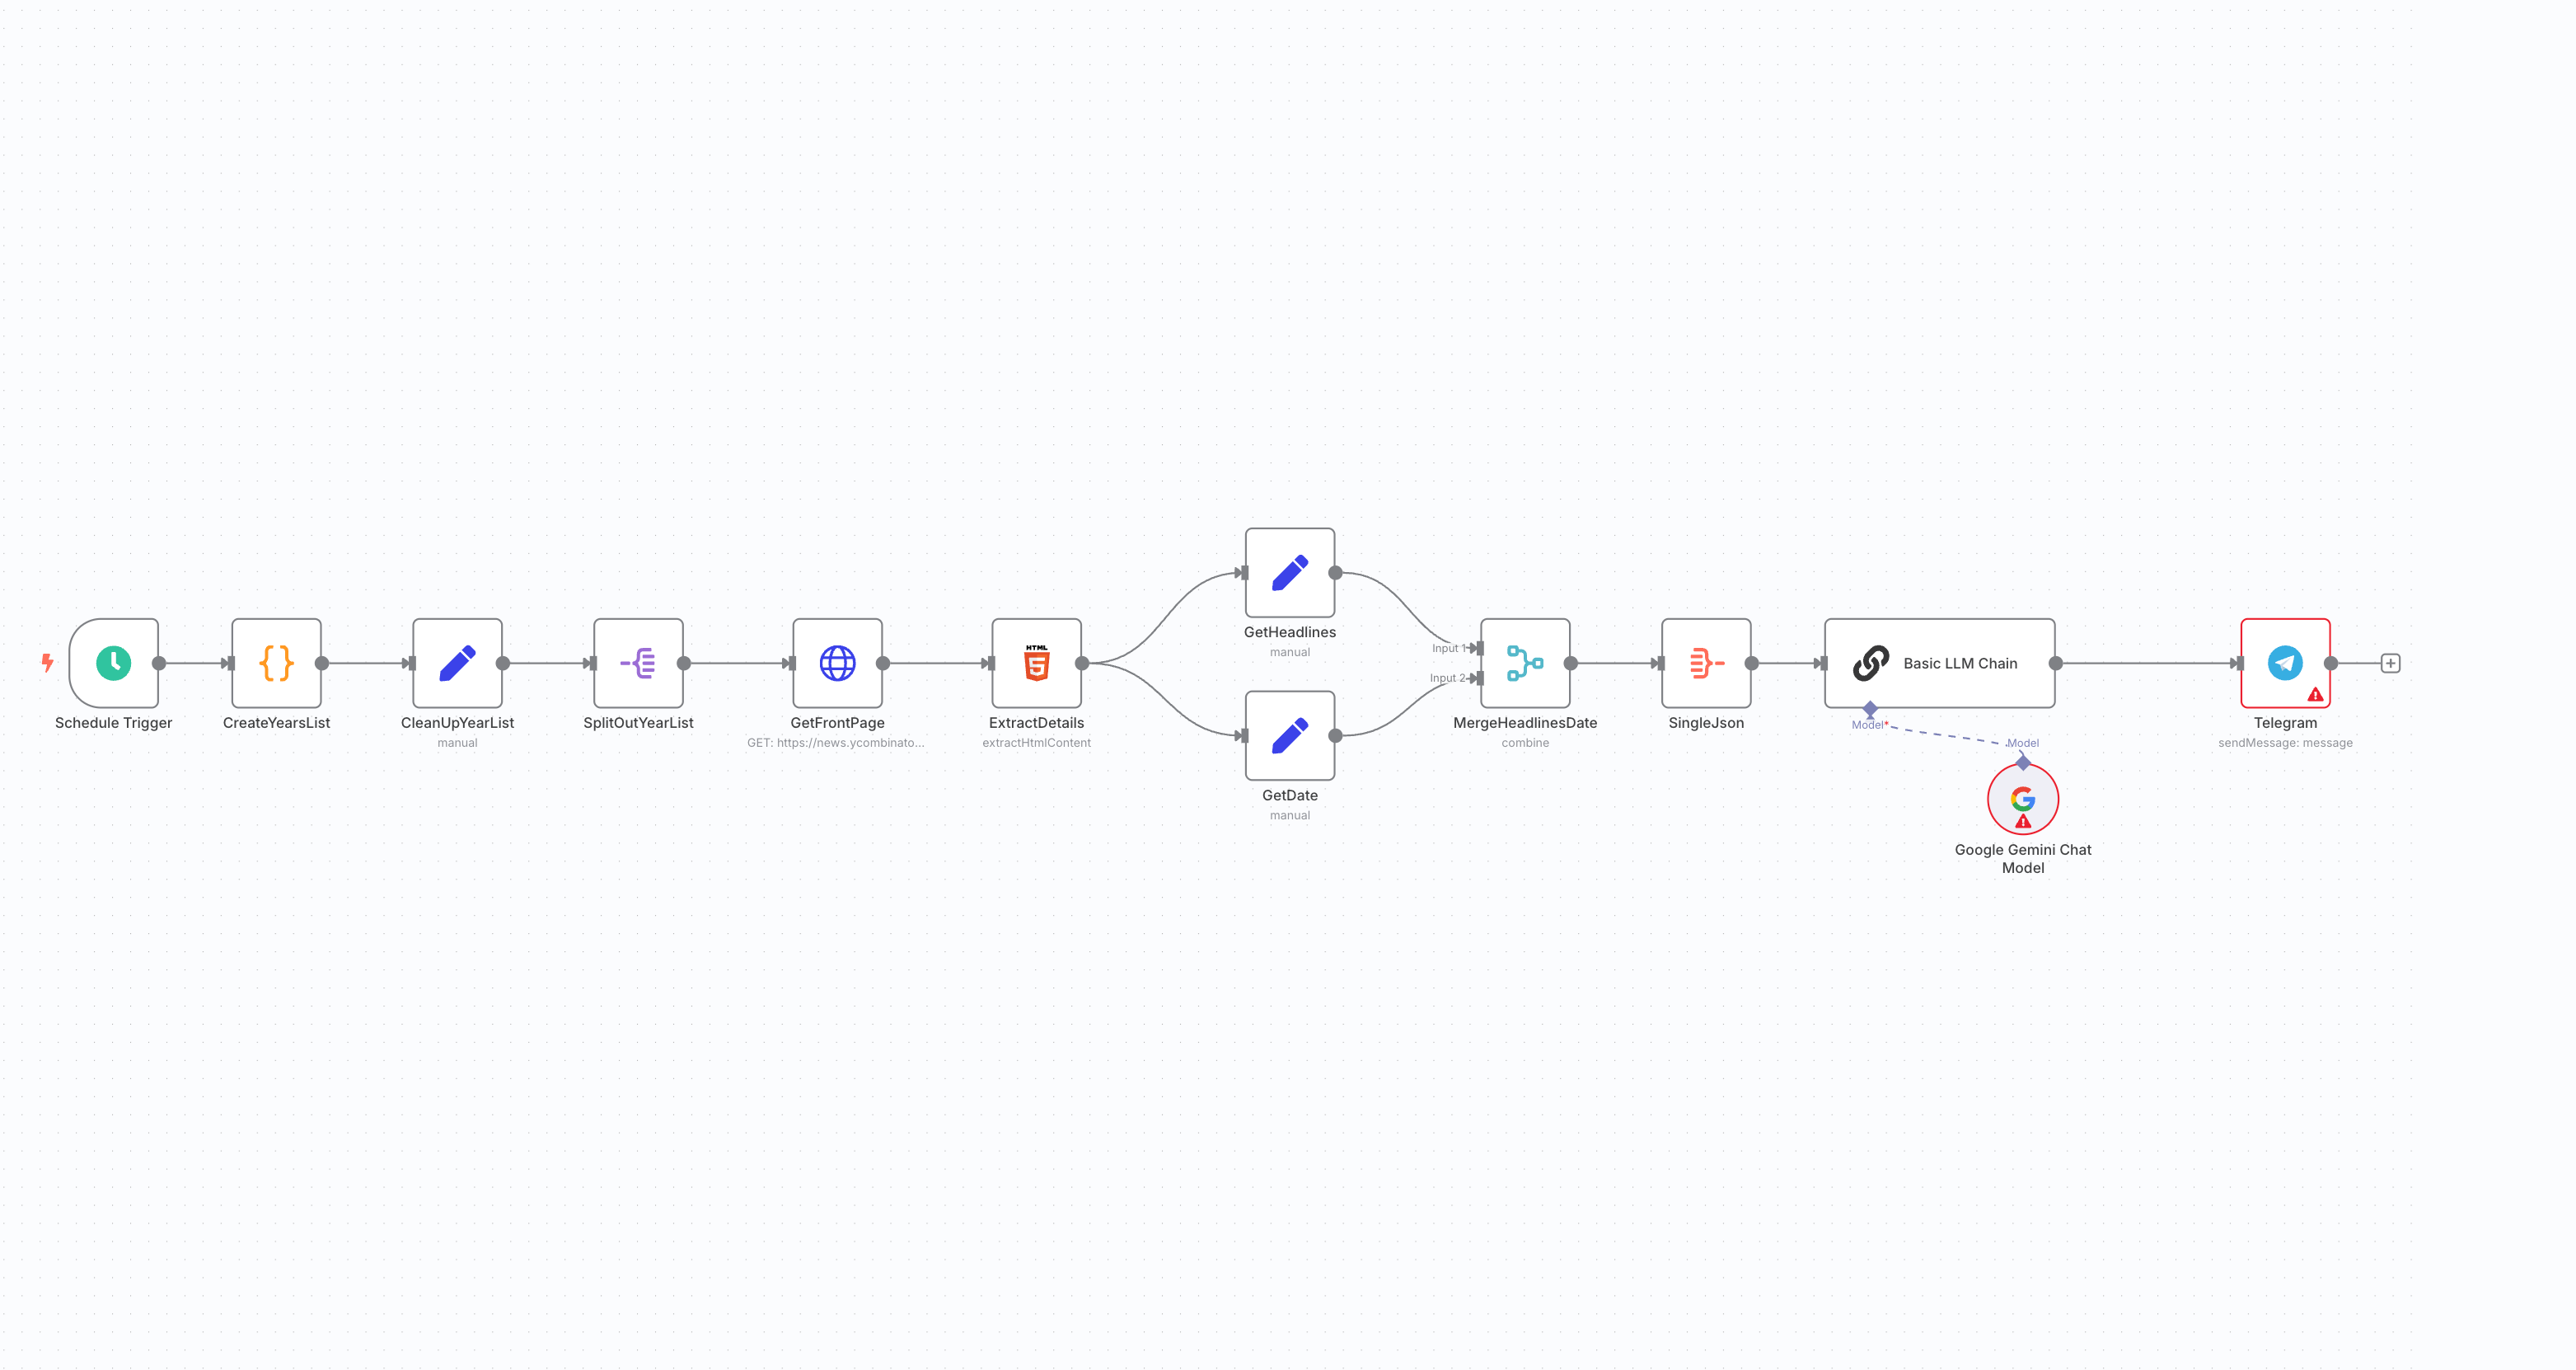 Schedule Trigger
CreateYearsList
CleanUpYearList
manual
SplitOutYearList
GetFrontPage
GET: https://news.ycombinato...
HTML
5
ExtractDetails
extractHtmlContent
GetHeadlines
manual
GetDate
manual
Input 1
Input 2
MergeHeadlinesDate
combine
SingleJson
Basic LLM Chain
Model*
Model
Google Gemini Chat
Model
Telegram
sendMessage: message